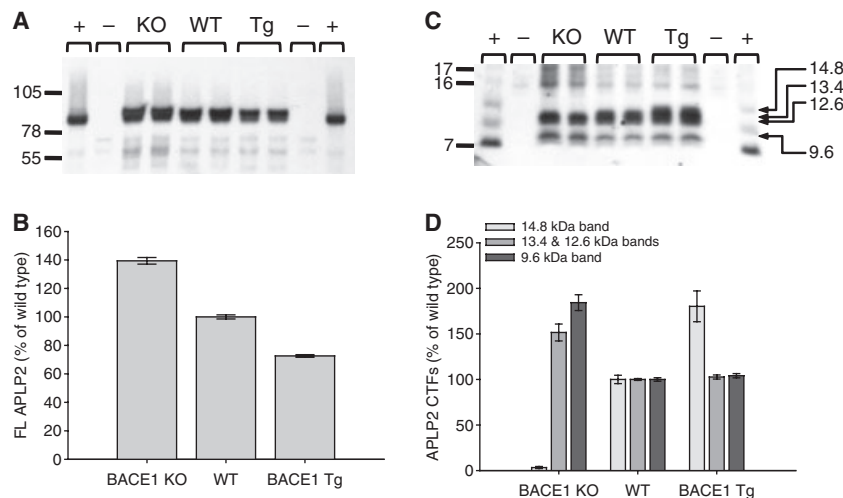 A
+ – KO WT Tg – +
105
78
55
B
FL APLP2 (% of wild type)
160
140
120
100
80
60
40
20
0
BACE1 KO WT BACE1 Tg
C
+ – KO WT Tg – +
17
16
7
14.8
13.4
12.6
9.6
D
14.8 kDa band
13.4 & 12.6 kDa bands
9.6 kDa band
APLP2 CTFs (% of wild type)
250
200
150
100
50
0
BACE1 KO WT BACE1 Tg